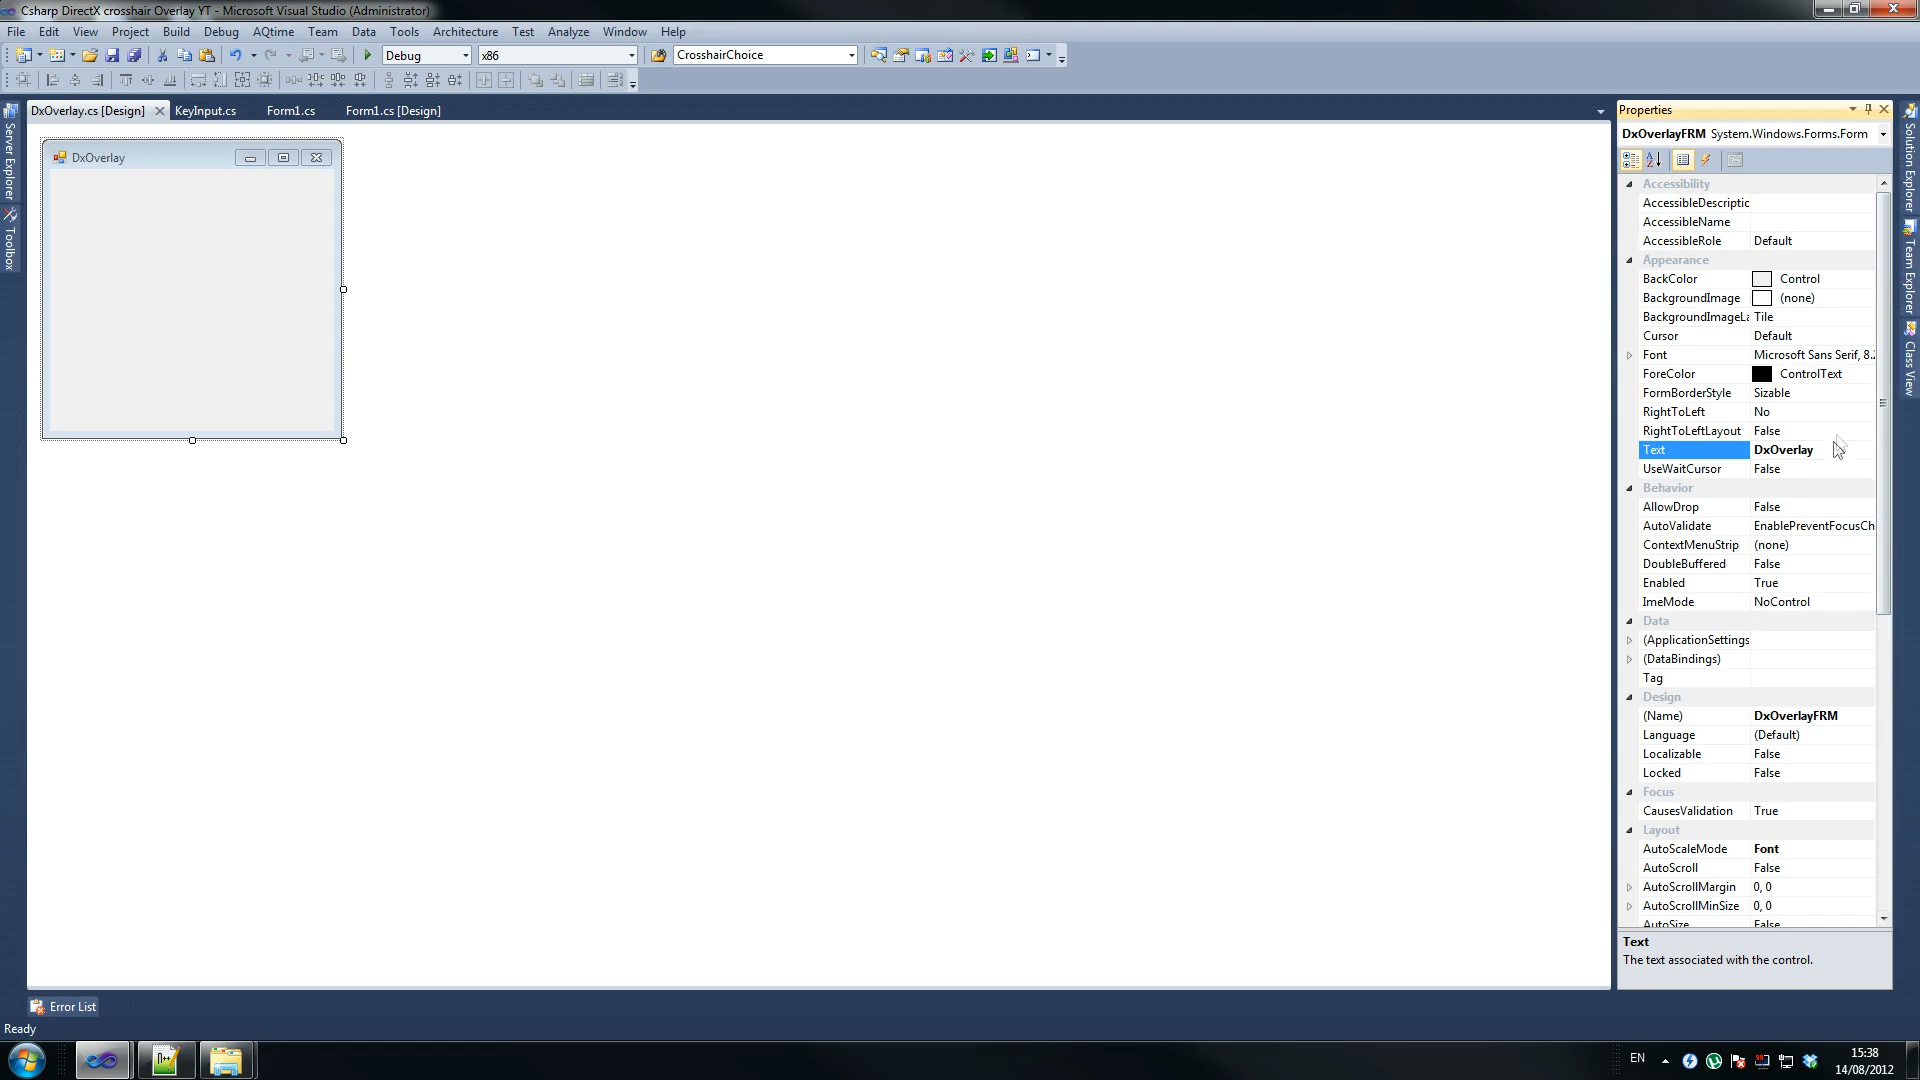 Csharp DirectX crosshair Overlay YT - Microsoft Visual Studio (Administrator)
File Edit View Project Build Debug AQtime Team Data Tools Architecture Test Analyze Window Help
Debug x86 CrosshairChoice
DxOverlay.cs [Design] KeyInput.cs Form1.cs Form1.cs [Design]
Server Explorer
Toolbox
DxOverlay
Properties
DxOverlayFRM System.Windows.Forms.Form
Accessibility
AccessibleDescriptic
AccessibleName
AccessibleRole Default
Appearance
BackColor Control
BackgroundImage (none)
BackgroundImageLa Tile
Cursor Default
Font Microsoft Sans Serif, 8.2
ForeColor ControlText
FormBorderStyle Sizable
RightToLeft No
RightToLeftLayout False
Text DxOverlay
UseWaitCursor False
Behavior
AllowDrop False
AutoValidate EnablePreventFocusCh
ContextMenuStrip (none)
DoubleBuffered False
Enabled True
ImeMode NoControl
Data
(ApplicationSettings
(DataBindings)
Tag
Design
(Name) DxOverlayFRM
Language (Default)
Localizable False
Locked False
Focus
CausesValidation True
Layout
AutoScaleMode Font
AutoScroll False
AutoScrollMargin 0, 0
AutoScrollMinSize 0, 0
AutoSize False
Text
The text associated with the control.
Solution Explorer
Team Explorer
Class View
Error List
Ready
EN
15:38
14/08/2012